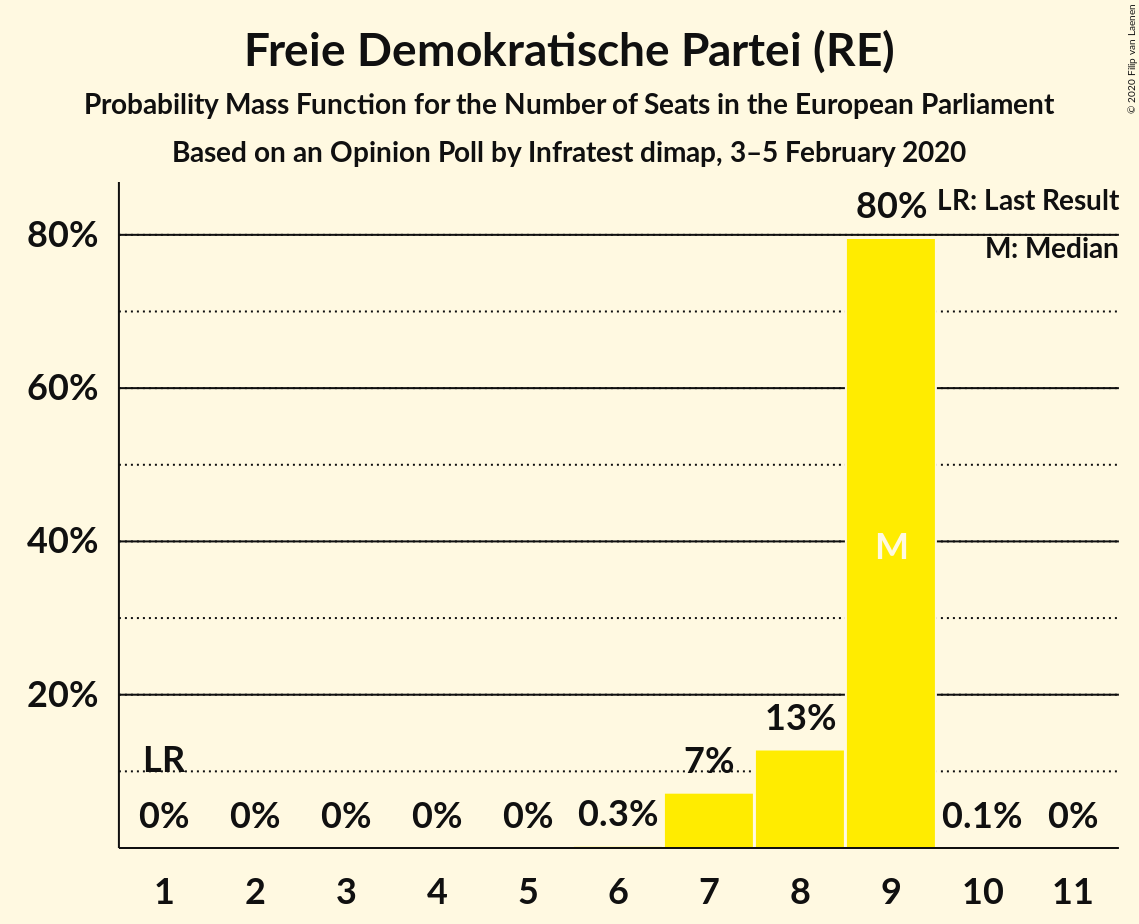 Freie Demokratische Partei (RE)
Probability Mass Function for the Number of Seats in the European Parliament
Based on an Opinion Poll by Infratest dimap, 3–5 February 2020
© 2020 Filip van Laenen
LR: Last Result
M: Median
80%
60%
40%
20%
LR
0%
0%
0%
0%
0%
0.3%
7%
13%
80%
M
0.1%
0%
1 2 3 4 5 6 7 8 9 10 11